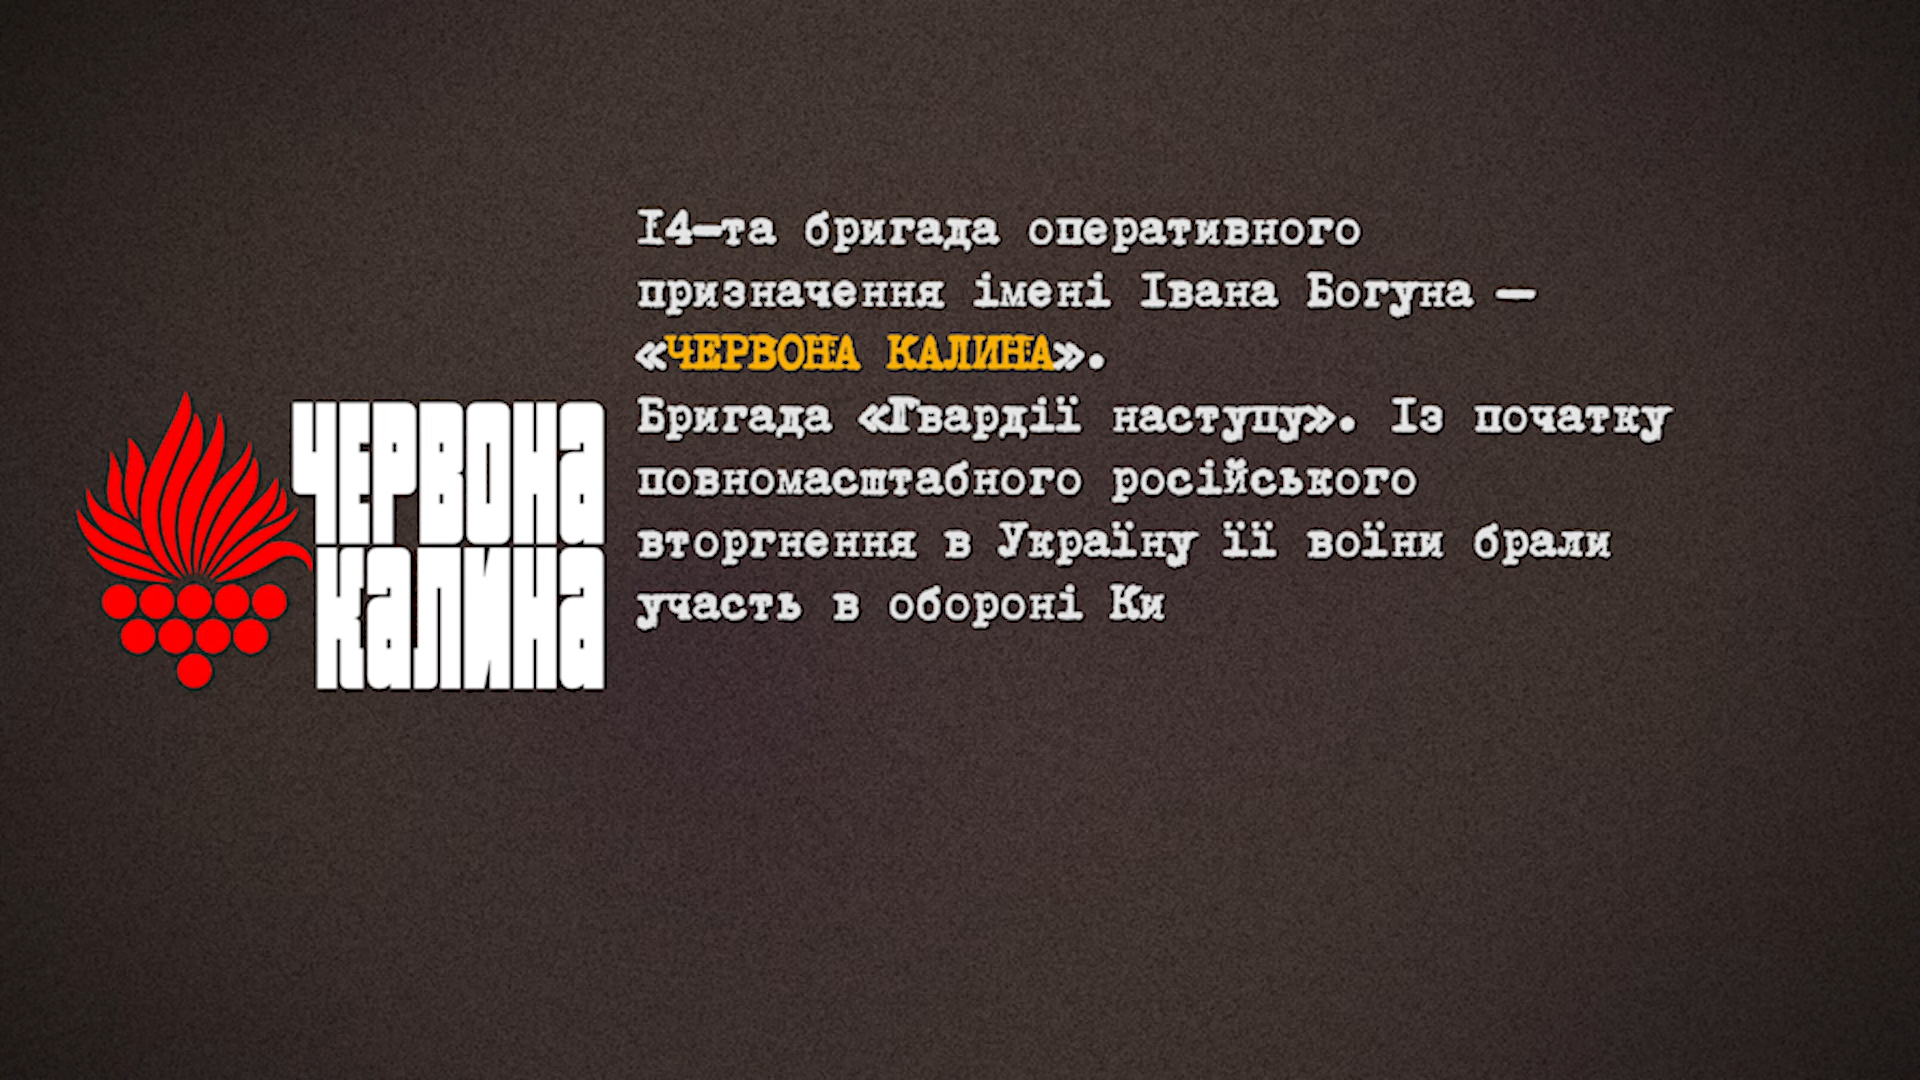 ЧЕРВОНА
КАЛИНА
14-та бригада оперативного
призначення імені Івана Богуна —
«ЧЕРВОНА КАЛИНА».
Бригада «Гвардії наступу». Із початку
повномасштабного російського
вторгнення в Україну її воїни брали
участь в обороні Ки